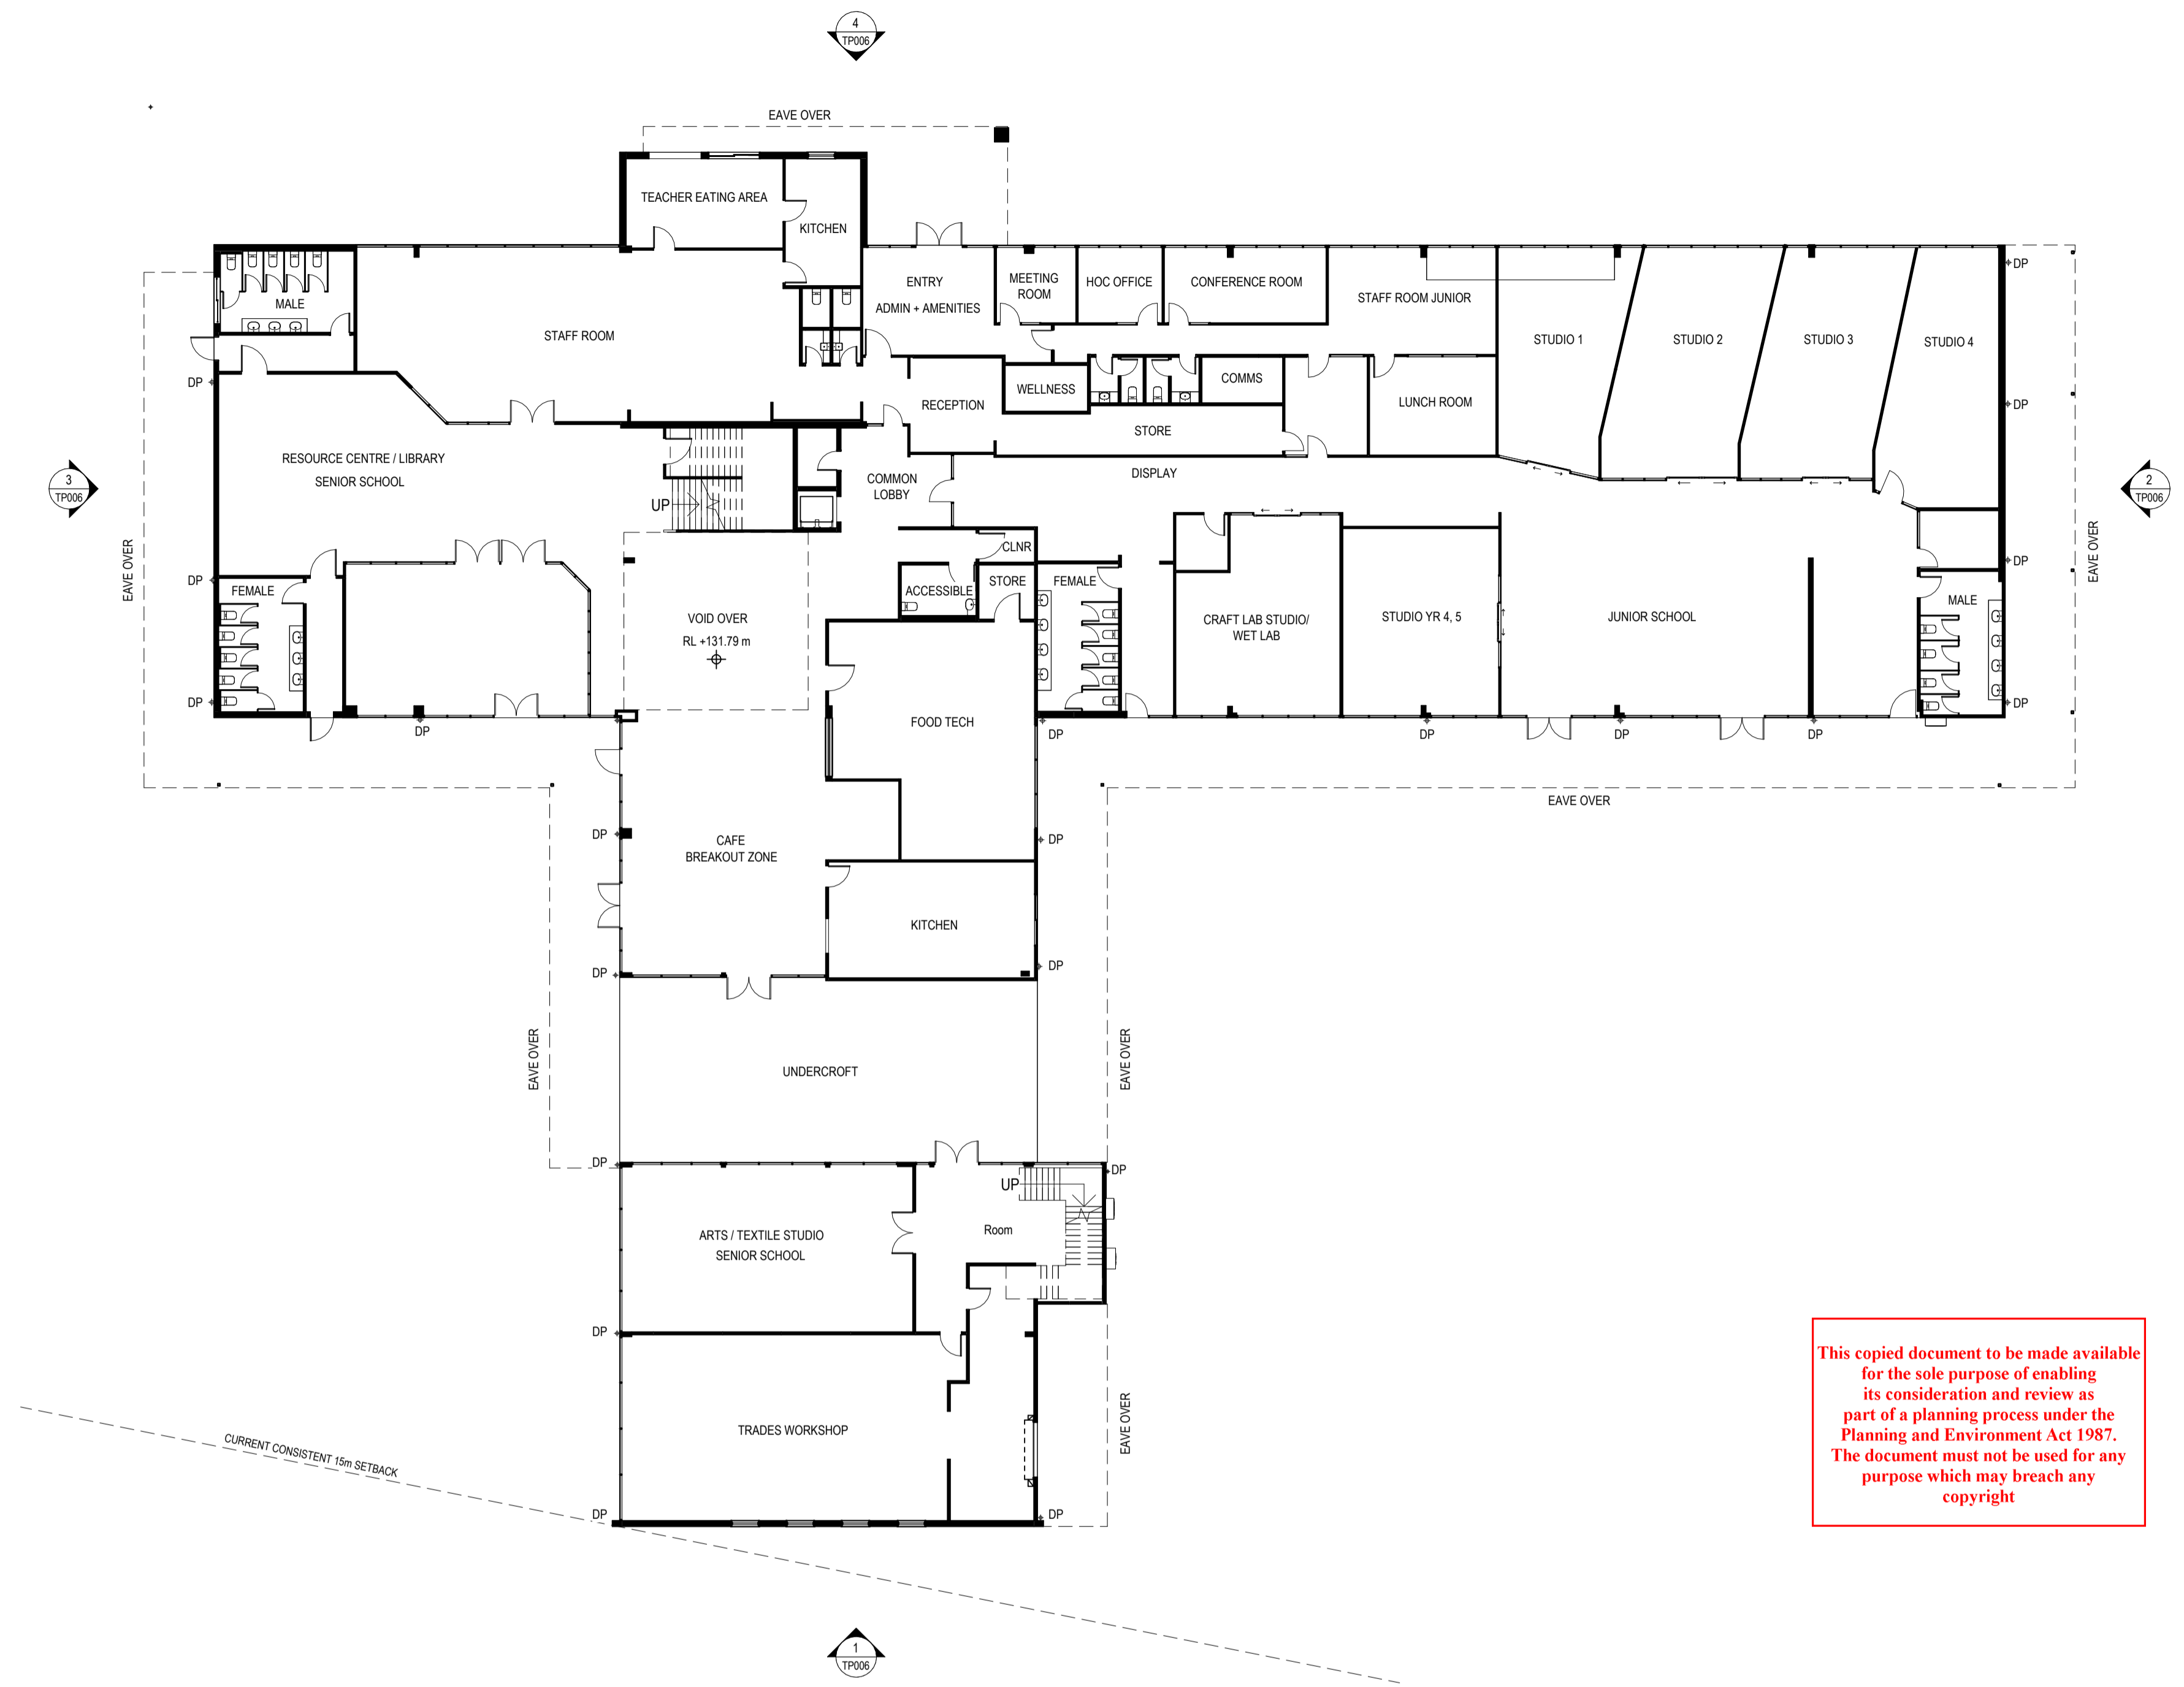 4
TP006
EAVE OVER
TEACHER EATING AREA
KITCHEN
MALE
STAFF ROOM
ENTRY
ADMIN + AMENITIES
MEETING
ROOM
HOC OFFICE
CONFERENCE ROOM
STAFF ROOM JUNIOR
STUDIO 1
STUDIO 2
STUDIO 3
STUDIO 4
DP
DP
DP
WELLNESS
COMMS
LUNCH ROOM
RECEPTION
STORE
RESOURCE CENTRE / LIBRARY
SENIOR SCHOOL
UP
COMMON
LOBBY
DISPLAY
3
TP006
2
TP006
EAVE OVER
EAVE OVER
DP
DP
CLNR
FEMALE
ACCESSIBLE
STORE
FEMALE
MALE
VOID OVER
RL +131.79 m
CRAFT LAB STUDIO/
WET LAB
STUDIO YR 4, 5
JUNIOR SCHOOL
DP
DP
DP
FOOD TECH
DP
DP
DP
DP
EAVE OVER
DP
CAFE
BREAKOUT ZONE
DP
KITCHEN
DP
DP
EAVE OVER
EAVE OVER
UNDERCROFT
DP
DP
UP
Room
ARTS / TEXTILE STUDIO
SENIOR SCHOOL
DP
TRADES WORKSHOP
EAVE OVER
CURRENT CONSISTENT 15m SETBACK
DP
DP
This copied document to be made available
for the sole purpose of enabling
its consideration and review as
part of a planning process under the
Planning and Environment Act 1987.
The document must not be used for any
purpose which may breach any
copyright
1
TP006